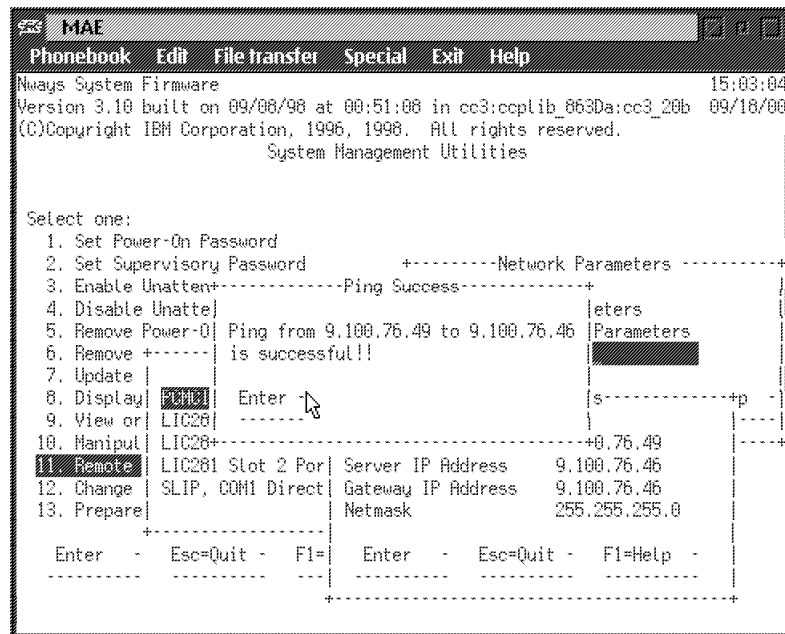 MAE
Phonebook Edit File transfer Special Exit Help
Nways System Firmware 15:03:04
Version 3.10 built on 09/08/98 at 00:51:08 in cc3:ccplib_863Da:cc3_20b 09/18/00
(C)Copyright IBM Corporation, 1996, 1998. All rights reserved.
System Management Utilities
Select one:
1. Set Power-On Password
2. Set Supervisory Password +---------Network Parameters ----------+
3. Enable Unatten+-------------Ping Success-------------+
4. Disable Unatte| |eters
5. Remove Power-O| Ping from 9.100.76.49 to 9.100.76.46 |Parameters
6. Remove +------| is successful!!
7. Update |
8. Display| PCMCI| Enter - |s-------------+p -|
9. View or| LIC28| -------
10. Manipul| LIC28+--------------------------------------+0.76.49
11. Remote | LIC281 Slot 2 Por| Server IP Address 9.100.76.46
12. Change | SLIP, COM1 Direct| Gateway IP Address 9.100.76.46
13. Prepare| | Netmask 255.255.255.0
Enter - Esc=Quit - F1=| Enter - Esc=Quit - F1=Help -